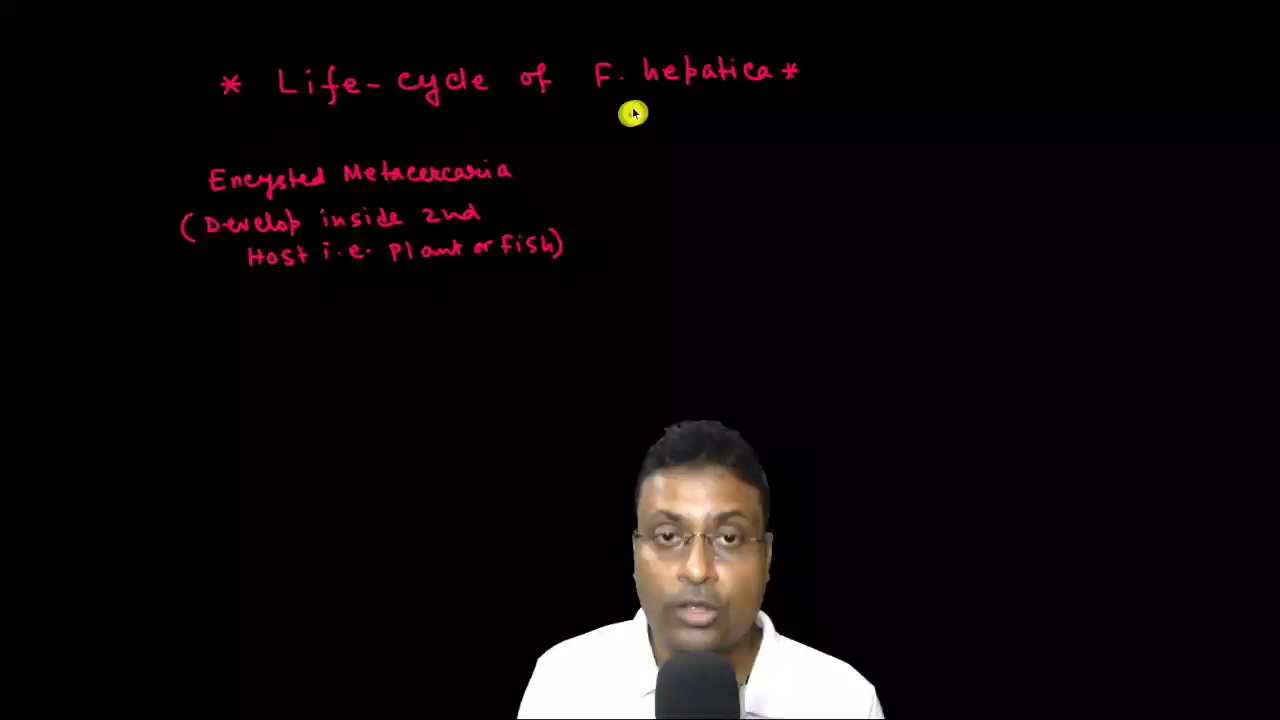 * Life-cycle of F. hepatica *
Encysted Metacercaria
(Develop inside 2nd
Host i.e. Plant or Fish)